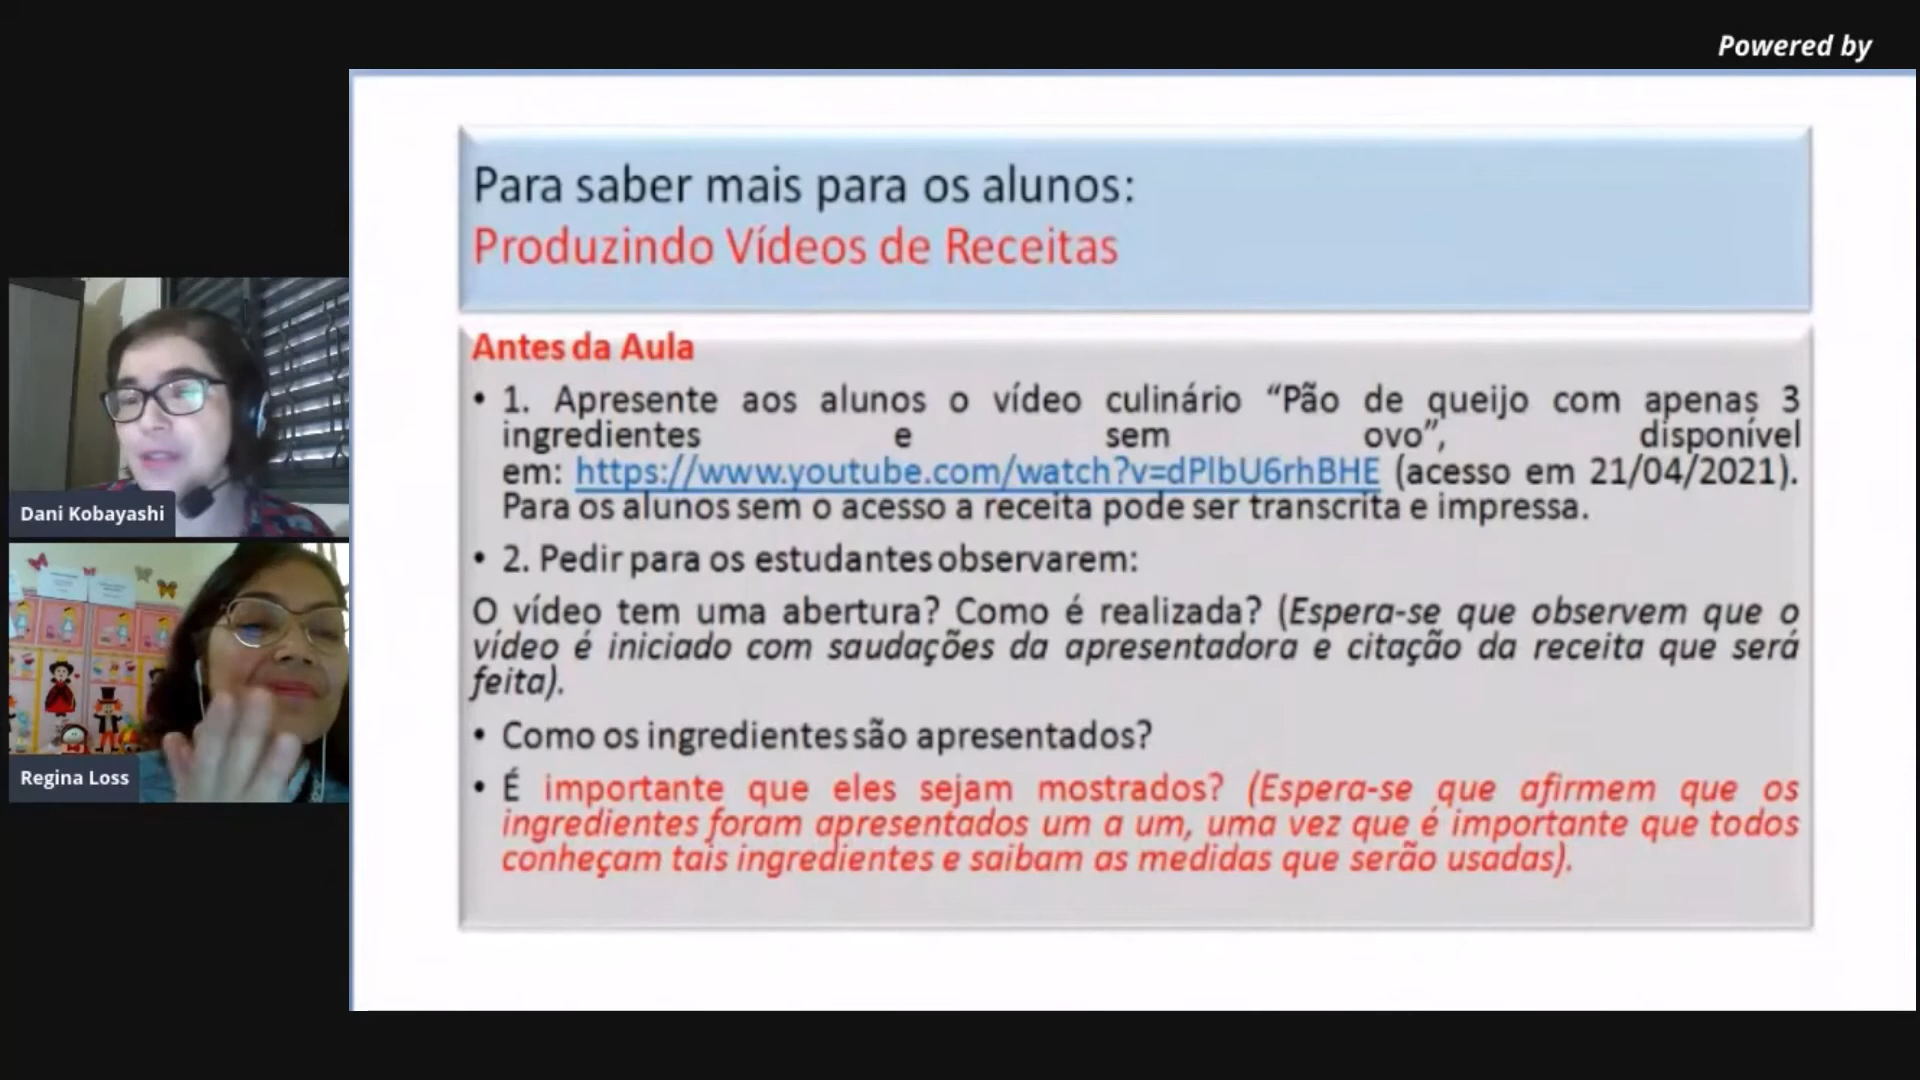 Powered by
Para saber mais para os alunos:
Produzindo Vídeos de Receitas
Antes da Aula
• 1. Apresente aos alunos o vídeo culinário “Pão de queijo com apenas 3
ingredientes e sem ovo”, disponível
em: https://www.youtube.com/watch?v=dPlbU6rhBHE (acesso em 21/04/2021).
Para os alunos sem o acesso a receita pode ser transcrita e impressa.
• 2. Pedir para os estudantes observarem:
O vídeo tem uma abertura? Como é realizada? (Espera-se que observem que o
vídeo é iniciado com saudações da apresentadora e citação da receita que será
feita).
• Como os ingredientes são apresentados?
• É importante que eles sejam mostrados? (Espera-se que afirmem que os
ingredientes foram apresentados um a um, uma vez que é importante que todos
conheçam tais ingredientes e saibam as medidas que serão usadas).
Dani Kobayashi
Regina Loss